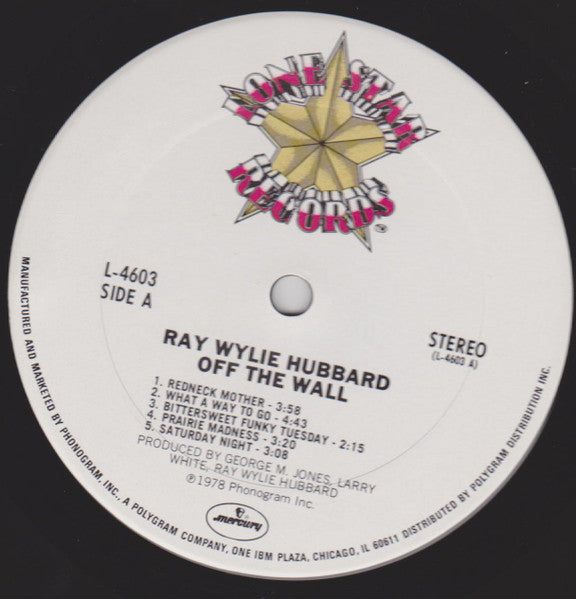 LONE STAR
RECORDS
L-4603
SIDE A
STEREO
(L-4603 A)
RAY WYLIE HUBBARD
OFF THE WALL
1. REDNECK MOTHER - 3:58
2. WHAT A WAY TO GO - 4:43
3. BITTERSWEET FUNKY TUESDAY - 2:15
4. PRAIRIE MADNESS - 3:20
5. SATURDAY NIGHT - 3:08
PRODUCED BY GEORGE M. JONES, LARRY
WHITE, RAY WYLIE HUBBARD
℗1978 Phonogram Inc.
mercury
MANUFACTURED AND MARKETED BY PHONOGRAM, INC., A POLYGRAM COMPANY, ONE IBM PLAZA, CHICAGO, IL 60611 DISTRIBUTED BY POLYGRAM DISTRIBUTION INC.